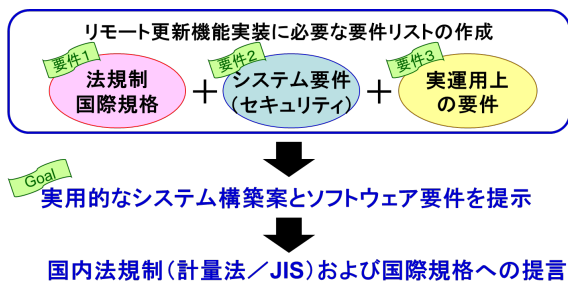 リモート更新機能実装に必要な要件リストの作成
要件1
法規制
国際規格
+
要件2
システム要件
(セキュリティ)
+
要件3
実運用上
の要件
Goal
実用的なシステム構築案とソフトウェア要件を提示
国内法規制(計量法/JIS)および国際規格への提言